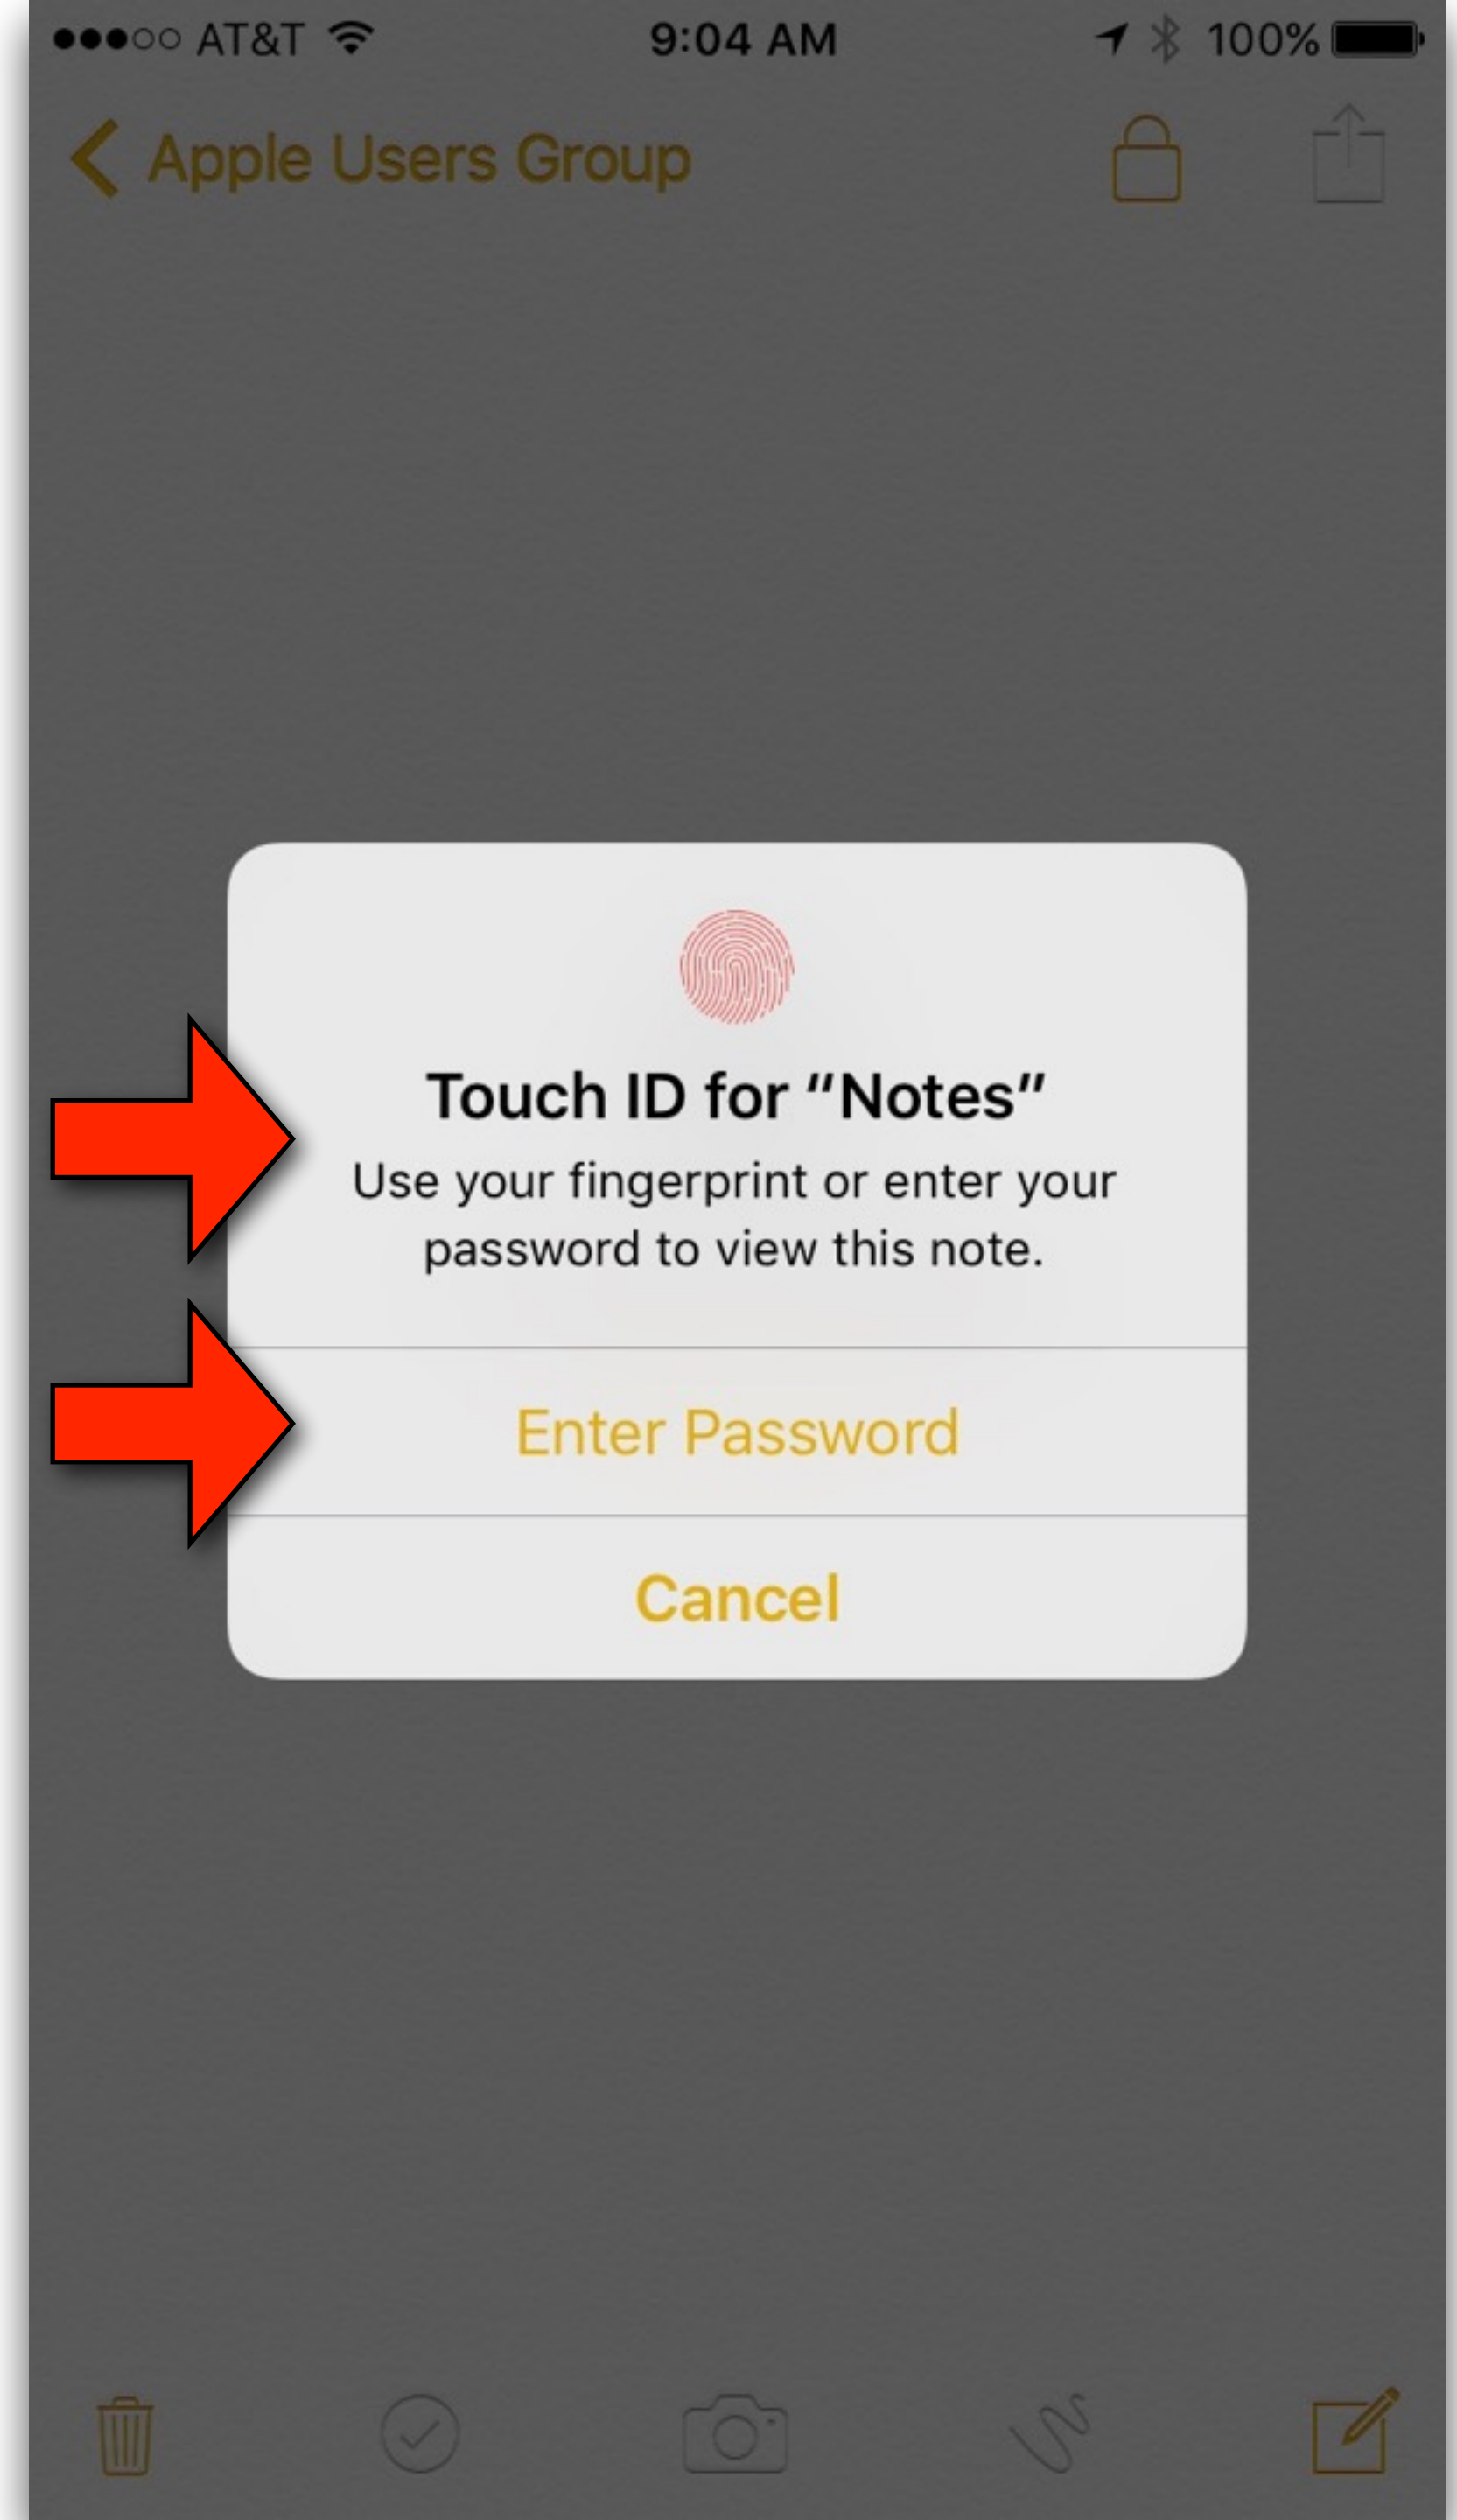 AT&T 9:04 AM 100%
Apple Users Group
Touch ID for "Notes"
Use your fingerprint or enter your
password to view this note.
Enter Password
Cancel